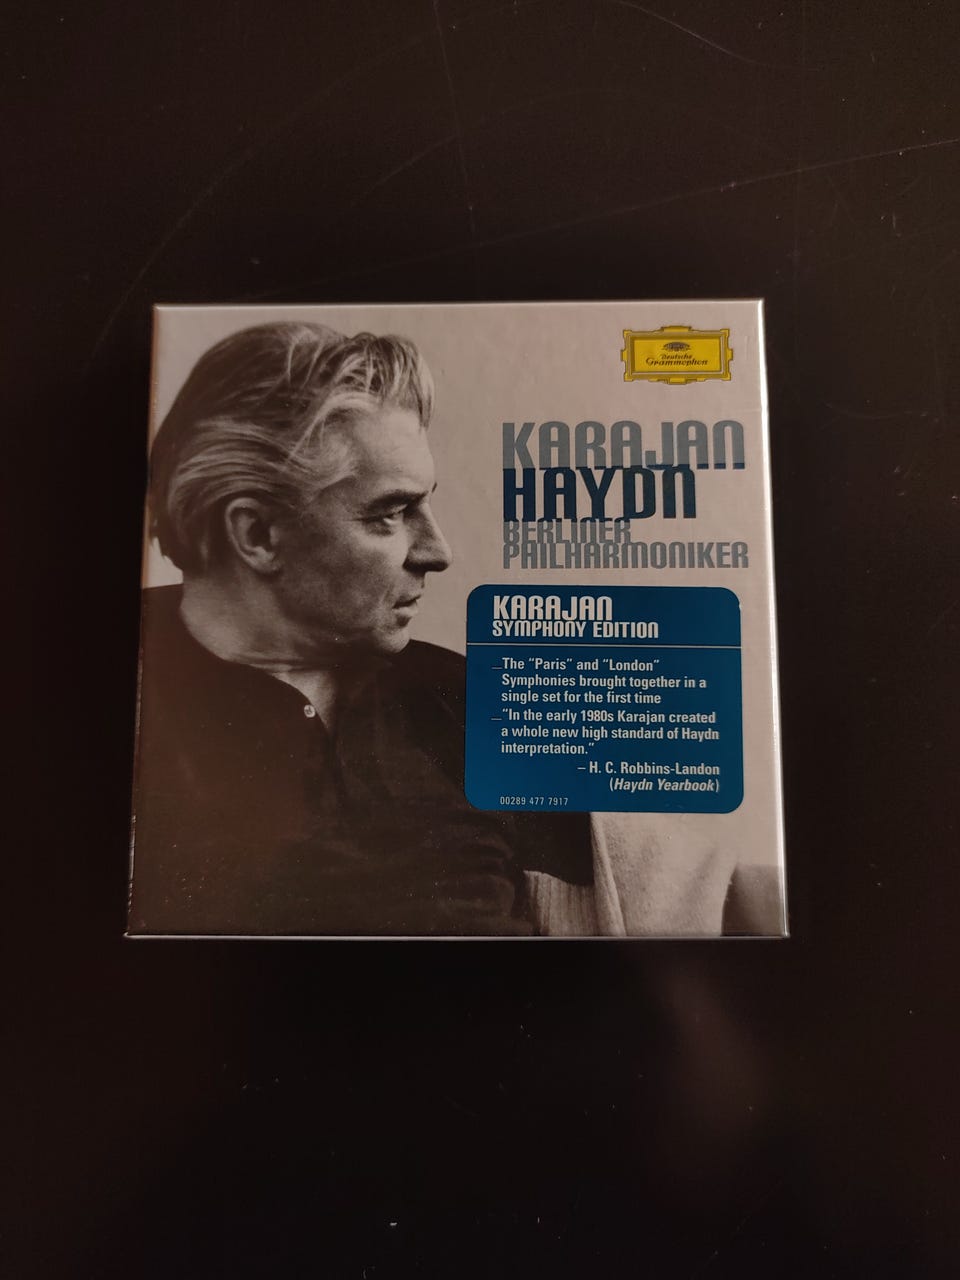 Deutsche
Grammophon
KARAJAN
HAYDN
BERLINER
PHILHARMONIKER
KARAJAN
SYMPHONY EDITION
_The “Paris” and “London”
Symphonies brought together in a
single set for the first time
_“In the early 1980s Karajan created
a whole new high standard of Haydn
interpretation.”
– H. C. Robbins-Landon
(Haydn Yearbook)
00289 477 7917